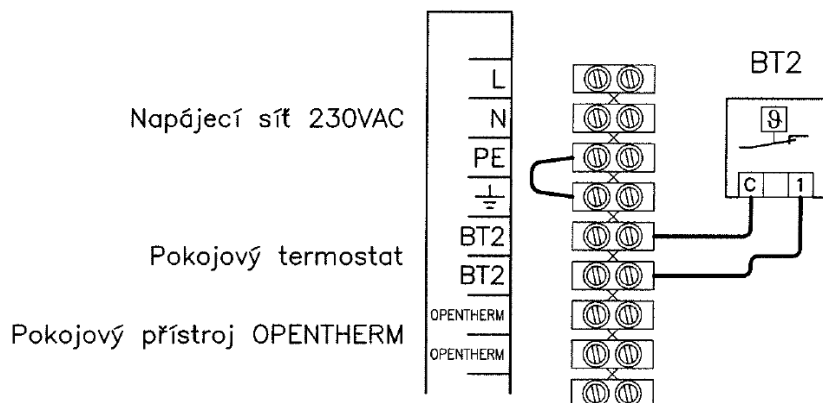 L
Napájecí síť 230VAC
N
PE
BT2
Pokojový termostat
BT2
OPENTHERM
Pokojový přístroj OPENTHERM
OPENTHERM
BT2
ϑ
C
1